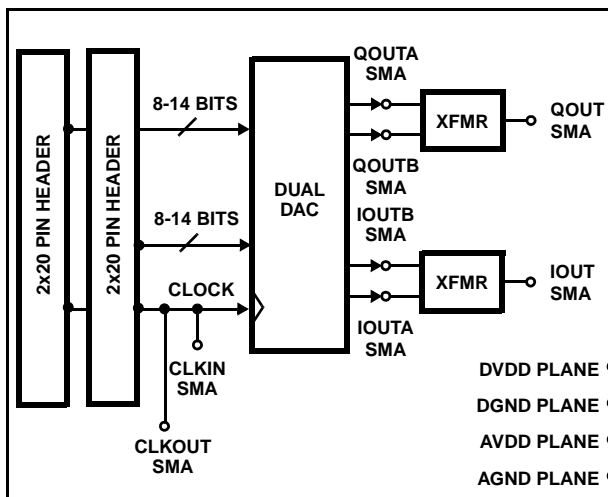 2x20 PIN HEADER
2x20 PIN HEADER
8-14 BITS
8-14 BITS
CLOCK
CLKIN
SMA
CLKOUT
SMA
DUAL
DAC
QOUTA
SMA
QOUTB
SMA
IOUTB
SMA
IOUTA
SMA
XFMR
QOUT
SMA
XFMR
IOUT
SMA
DVDD PLANE
DGND PLANE
AVDD PLANE
AGND PLANE